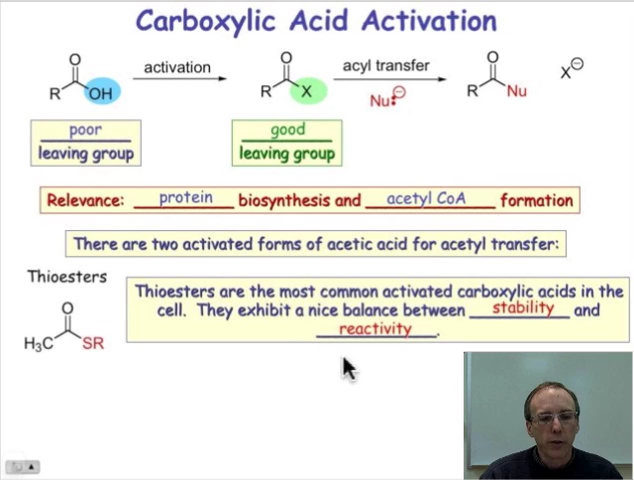 Carboxylic Acid Activation
O O O
activation acyl transfer X⊖
R OH R X Nu:⊖ R Nu
poor good
leaving group leaving group
Relevance: protein biosynthesis and acetyl CoA formation
There are two activated forms of acetic acid for acetyl transfer:
Thioesters
O
H₃C SR
Thioesters are the most common activated carboxylic acids in the
cell. They exhibit a nice balance between stability and
reactivity.